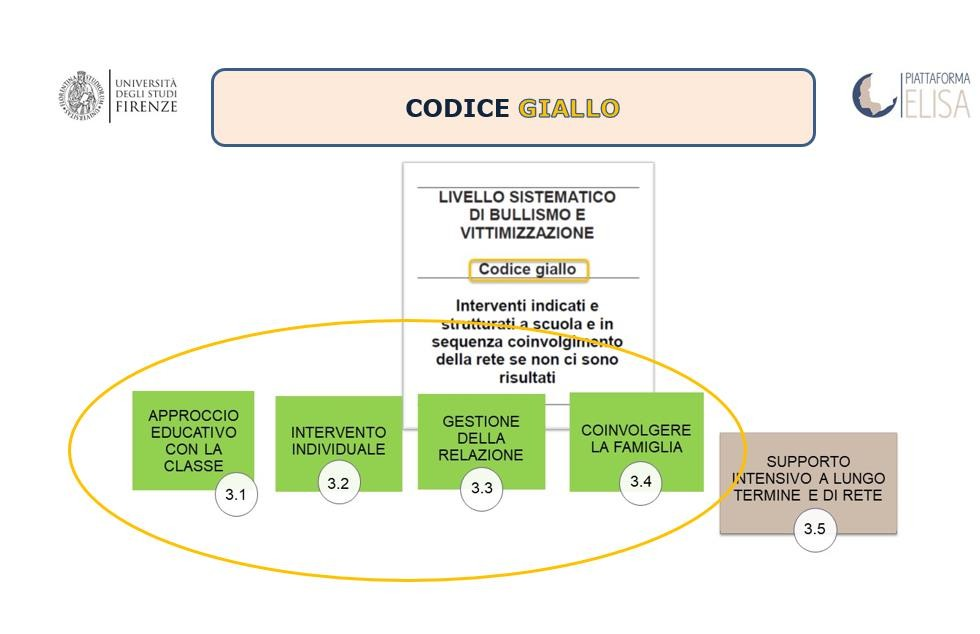 UNIVERSITÀ
DEGLI STUDI
FIRENZE
CODICE GIALLO
PIATTAFORMA
ELISA
LIVELLO SISTEMATICO
DI BULLISMO E
VITTIMIZZAZIONE
Codice giallo
Interventi indicati e
strutturati a scuola e in
sequenza coinvolgimento
della rete se non ci sono
risultati
APPROCCIO
EDUCATIVO
CON LA
CLASSE
3.1
INTERVENTO
INDIVIDUALE
3.2
GESTIONE
DELLA
RELAZIONE
3.3
COINVOLGERE
LA FAMIGLIA
3.4
SUPPORTO
INTENSIVO A LUNGO
TERMINE E DI RETE
3.5